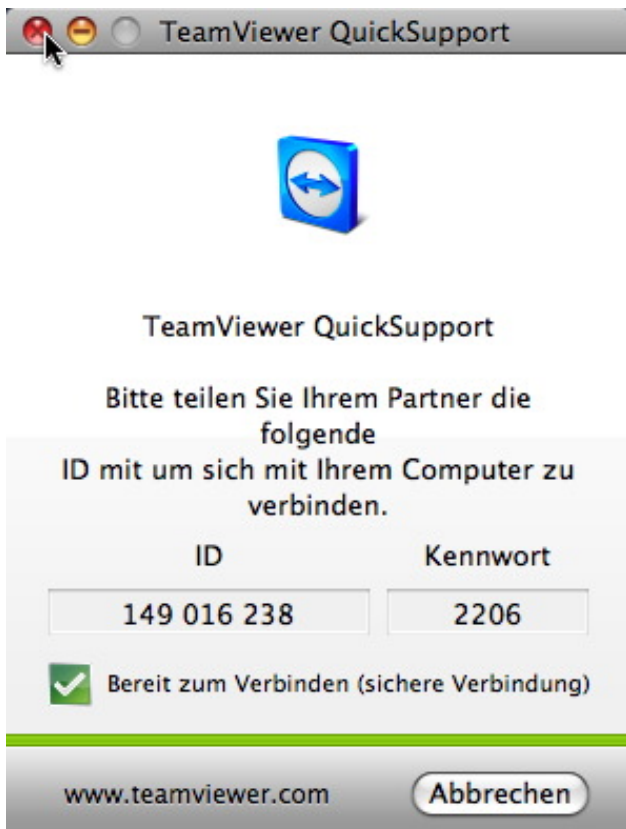 TeamViewer QuickSupport
TeamViewer QuickSupport
Bitte teilen Sie Ihrem Partner die
folgende
ID mit um sich mit Ihrem Computer zu
verbinden.
ID Kennwort
149 016 238 2206
Bereit zum Verbinden (sichere Verbindung)
www.teamviewer.com Abbrechen